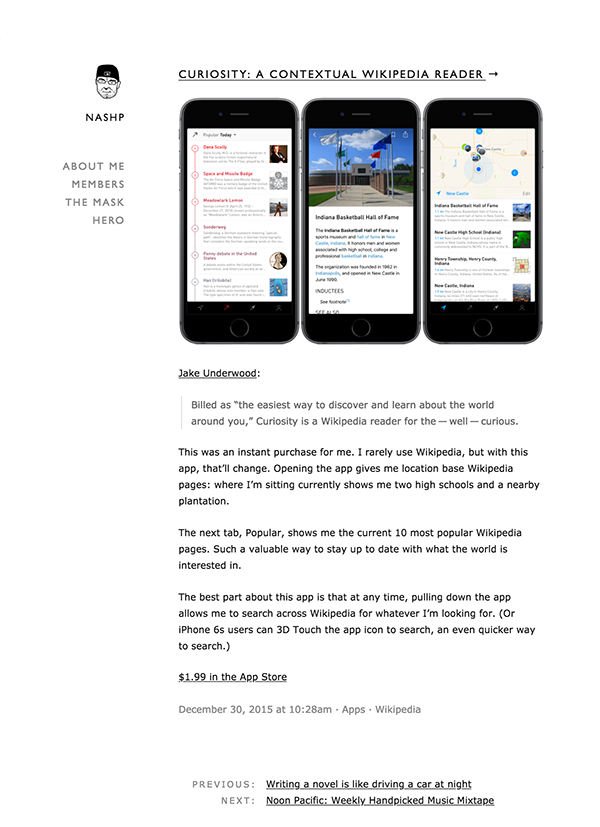 CURIOSITY: A CONTEXTUAL WIKIPEDIA READER →
NASHP
ABOUT ME
MEMBERS
THE MASK
HERO
Popular Today
Dana Scully
Space and Missile Badge
Meadowlark Lemon
Sonderweg
Penny debate in the United
States
Indiana Basketball Hall of Fame
The Indiana Basketball Hall of Fame is a
sports museum and hall of fame in New
Castle, Indiana. It honors men and women
associated with high school, college and
professional basketball in Indiana.
The organization was founded in 1962 in
Indianapolis, and opened in New Castle in
June 1990.
INDUCTEES
See footnote
SEE ALSO
New Castle
Edit
Indiana Basketball Hall of Fame
New Castle High School (Indiana)
Henry Township, Henry County,
Indiana
New Castle, Indiana
Jake Underwood:
Billed as “the easiest way to discover and learn about the world
around you,” Curiosity is a Wikipedia reader for the — well — curious.
This was an instant purchase for me. I rarely use Wikipedia, but with this
app, that’ll change. Opening the app gives me location base Wikipedia
pages: where I’m sitting currently shows me two high schools and a nearby
plantation.
The next tab, Popular, shows me the current 10 most popular Wikipedia
pages. Such a valuable way to stay up to date with what the world is
interested in.
The best part about this app is that at any time, pulling down the app
allows me to search across Wikipedia for whatever I’m looking for. (Or
iPhone 6s users can 3D Touch the app icon to search, an even quicker way
to search.)
$1.99 in the App Store
December 30, 2015 at 10:28am · Apps · Wikipedia
PREVIOUS: Writing a novel is like driving a car at night
NEXT: Noon Pacific: Weekly Handpicked Music Mixtape